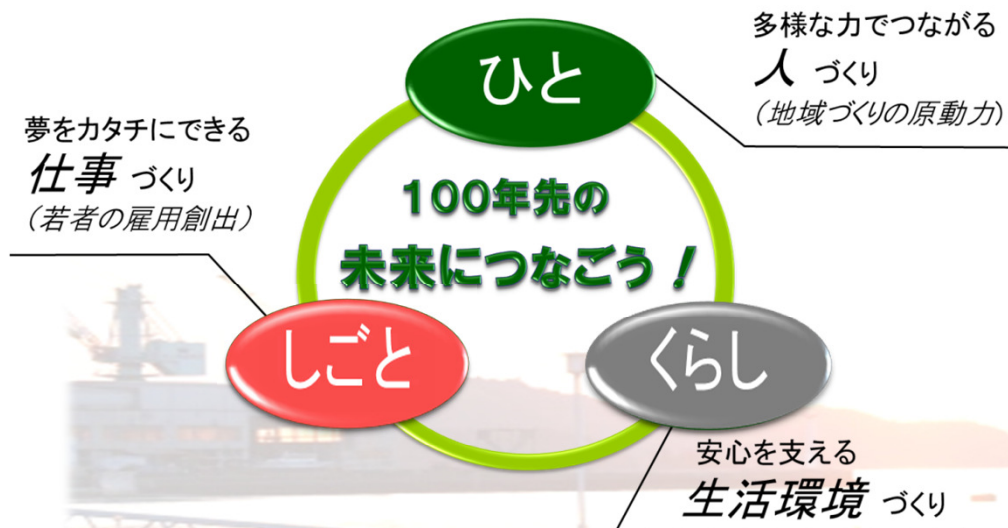 ひと
多様な力でつながる
人 づくり
(地域づくりの原動力)
夢をカタチにできる
仕事 づくり
(若者の雇用創出)
100年先の
未来につなごう!
しごと
くらし
安心を支える
生活環境 づくり